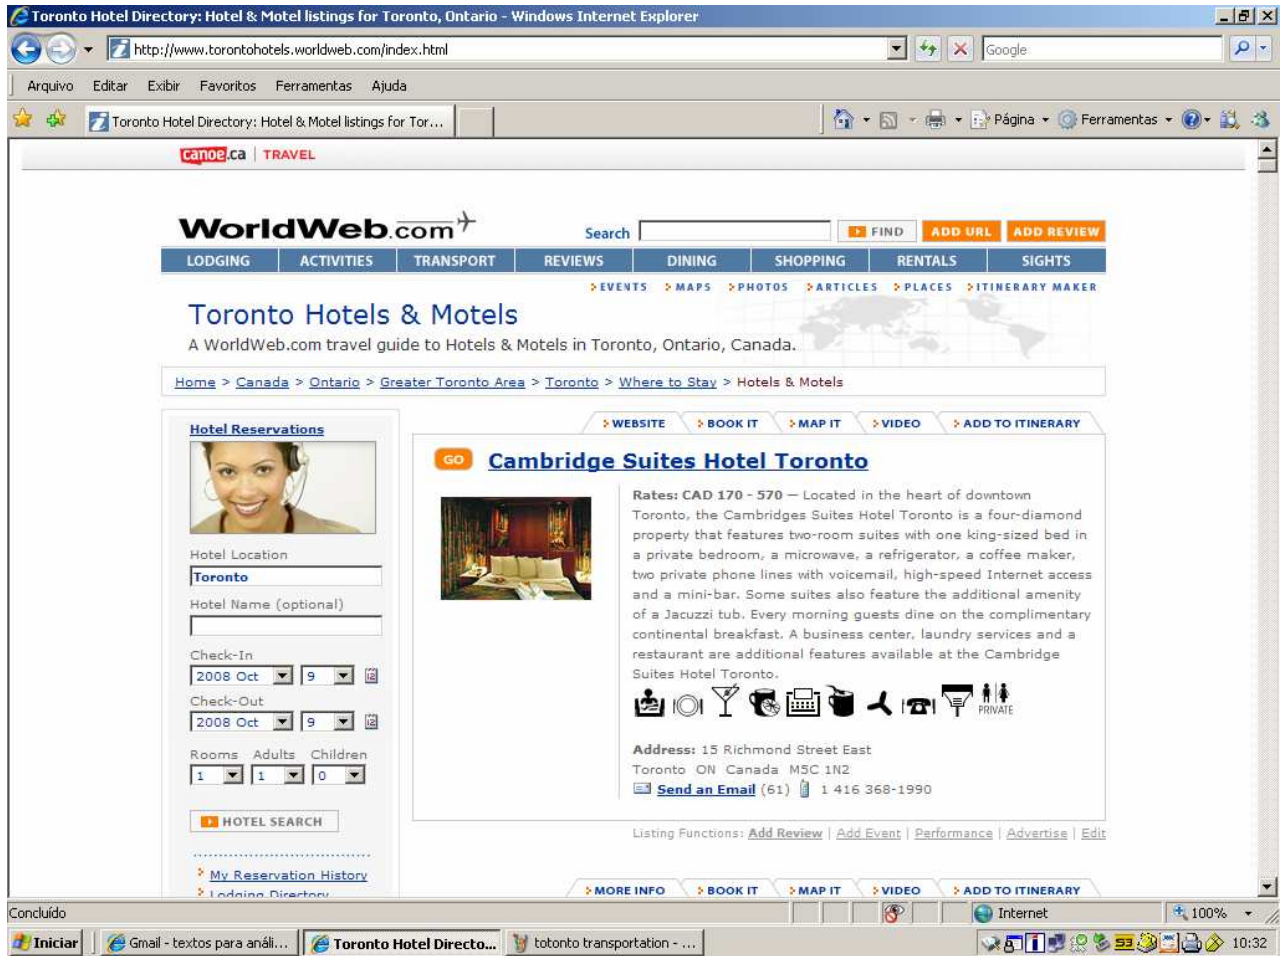 Toronto Hotel Directory: Hotel & Motel listings for Toronto, Ontario - Windows Internet Explorer
http://www.torontohotels.worldweb.com/index.html
Google
Arquivo Editar Exibir Favoritos Ferramentas Ajuda
Toronto Hotel Directory: Hotel & Motel listings for Tor...
Página Ferramentas
canoe.ca | TRAVEL
WorldWeb.com
Search
FIND
ADD URL
ADD REVIEW
LODGING ACTIVITIES TRANSPORT REVIEWS DINING SHOPPING RENTALS SIGHTS
EVENTS MAPS PHOTOS ARTICLES PLACES ITINERARY MAKER
Toronto Hotels & Motels
A WorldWeb.com travel guide to Hotels & Motels in Toronto, Ontario, Canada.
Home > Canada > Ontario > Greater Toronto Area > Toronto > Where to Stay > Hotels & Motels
Hotel Reservations
Hotel Location
Toronto
Hotel Name (optional)
Check-In
2008 Oct 9
Check-Out
2008 Oct 9
Rooms Adults Children
1 1 0
HOTEL SEARCH
My Reservation History
Lodging Directory
WEBSITE BOOK IT MAP IT VIDEO ADD TO ITINERARY
GO Cambridge Suites Hotel Toronto
Rates: CAD 170 - 570 — Located in the heart of downtown
Toronto, the Cambridges Suites Hotel Toronto is a four-diamond
property that features two-room suites with one king-sized bed in
a private bedroom, a microwave, a refrigerator, a coffee maker,
two private phone lines with voicemail, high-speed Internet access
and a mini-bar. Some suites also feature the additional amenity
of a Jacuzzi tub. Every morning guests dine on the complimentary
continental breakfast. A business center, laundry services and a
restaurant are additional features available at the Cambridge
Suites Hotel Toronto.
PRIVATE
Address: 15 Richmond Street East
Toronto ON Canada M5C 1N2
Send an Email (61) 1 416 368-1990
Listing Functions: Add Review | Add Event | Performance | Advertise | Edit
MORE INFO BOOK IT MAP IT VIDEO ADD TO ITINERARY
Concluído
Internet
100%
Iniciar
Gmail - textos para análi...
Toronto Hotel Directo...
totonto transportation - ...
53
10:32